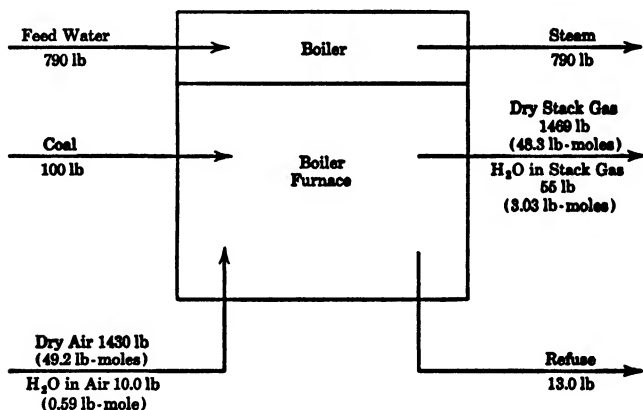 Feed Water
790 lb
Boiler
Steam
790 lb
Coal
100 lb
Boiler
Furnace
Dry Stack Gas
1469 lb
(48.3 lb-moles)
H₂O in Stack Gas
55 lb
(3.03 lb-moles)
Dry Air 1430 lb
(49.2 lb-moles)
H₂O in Air 10.0 lb
(0.59 lb-mole)
Refuse
13.0 lb